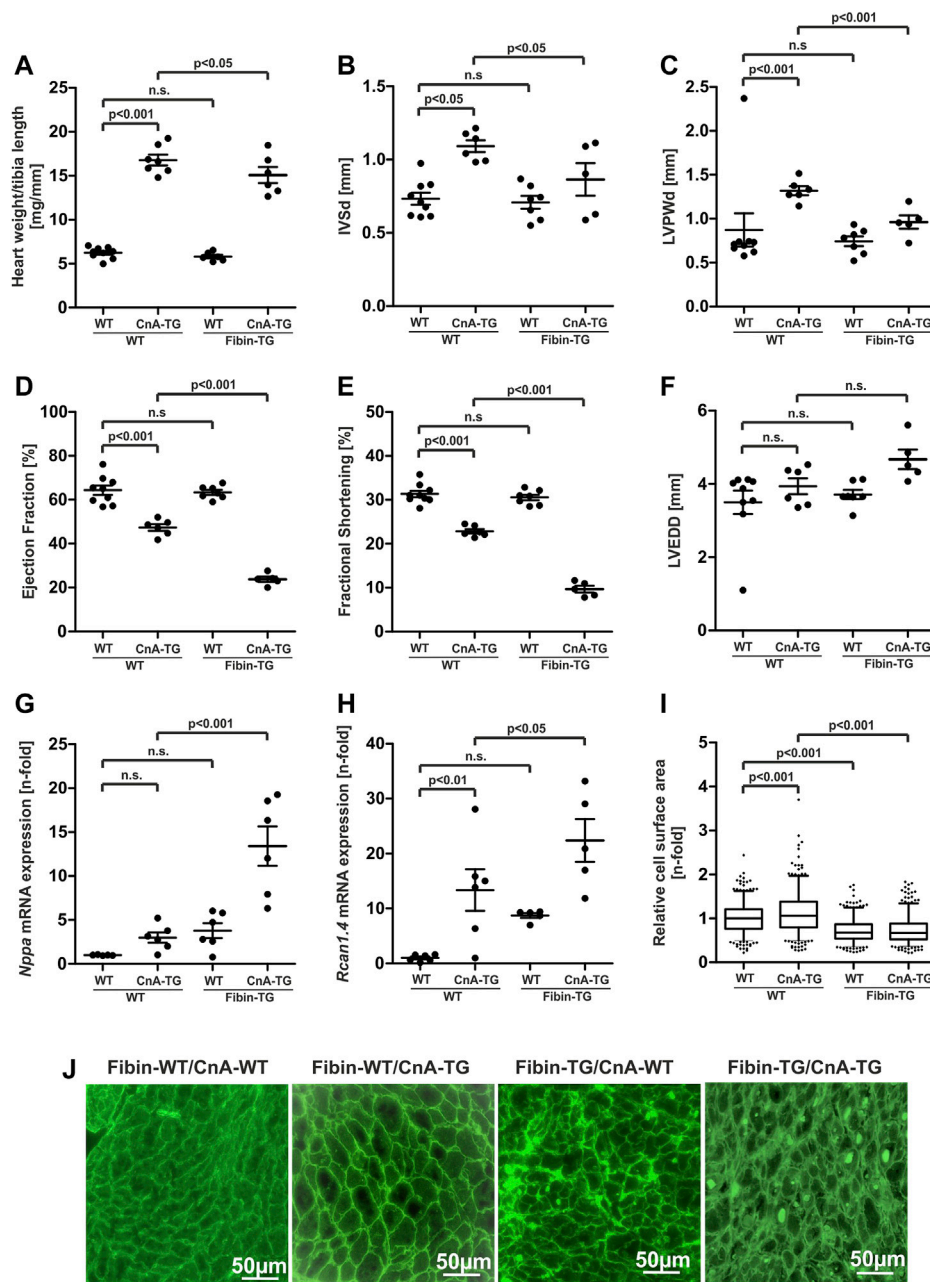 A
Heart weight/tibia length
[mg/mm]
p<0.05
n.s.
p<0.001
25
20
15
10
5
0
WT CnA-TG WT CnA-TG
WT Fibin-TG
B
IVSd [mm]
p<0.05
n.s
p<0.05
1.5
1.0
0.5
0.0
WT CnA-TG WT CnA-TG
WT Fibin-TG
C
LVPWd [mm]
p<0.001
n.s
p<0.001
2.5
2.0
1.5
1.0
0.5
0.0
WT CnA-TG WT CnA-TG
WT Fibin-TG
D
Ejection Fraction [%]
p<0.001
n.s
p<0.001
100
80
60
40
20
0
WT CnA-TG WT CnA-TG
WT Fibin-TG
E
Fractional Shortening [%]
p<0.001
n.s
p<0.001
50
40
30
20
10
0
WT CnA-TG WT CnA-TG
WT Fibin-TG
F
LVEDD [mm]
n.s.
n.s.
n.s.
6
4
2
0
WT CnA-TG WT CnA-TG
WT Fibin-TG
G
Nppa mRNA expression [n-fold]
p<0.001
n.s.
n.s.
25
20
15
10
5
0
WT CnA-TG WT CnA-TG
WT Fibin-TG
H
Rcan1.4 mRNA expression [n-fold]
p<0.05
n.s.
p<0.01
40
30
20
10
0
WT CnA-TG WT CnA-TG
WT Fibin-TG
I
Relative cell surface area
[n-fold]
p<0.001
p<0.001
p<0.001
5
4
3
2
1
0
WT CnA-TG WT CnA-TG
WT Fibin-TG
J
Fibin-WT/CnA-WT Fibin-WT/CnA-TG Fibin-TG/CnA-WT Fibin-TG/CnA-TG
50µm 50µm 50µm 50µm